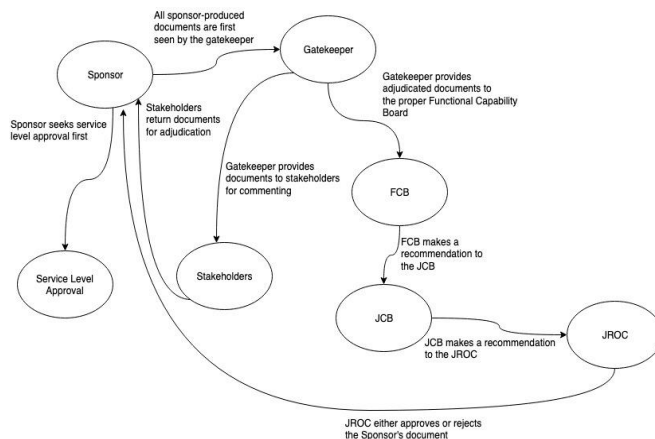 All sponsor-produced
documents are first
seen by the gatekeeper
Gatekeeper
Sponsor
Gatekeeper provides
adjudicated documents to
the proper Functional Capability
Board
Stakeholders
return documents
for adjudication
Sponsor seeks service
level approval first
Gatekeeper provides
documents to stakeholders
for commenting
FCB
FCB makes a
recommendation to
the JCB
Service Level
Approval
Stakeholders
JCB
JCB makes a recommendation
to the JROC
JROC
JROC either approves or rejects
the Sponsor's document